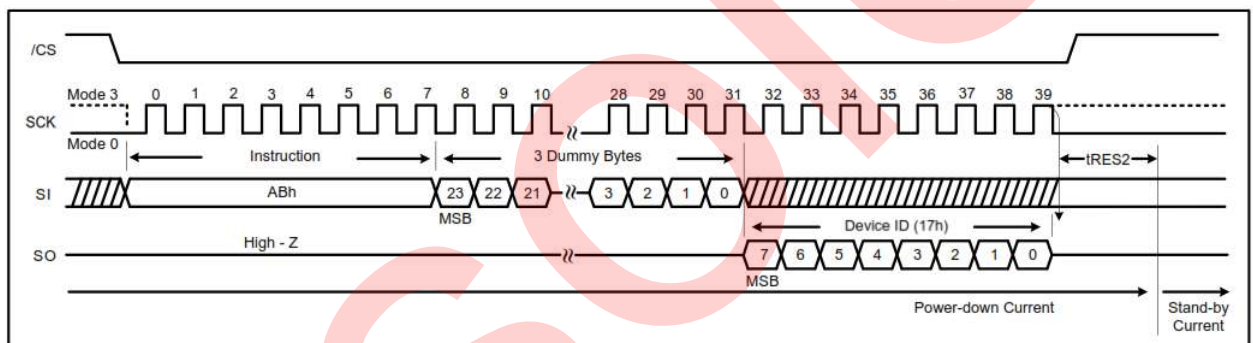 /CS
Mode 3 0 1 2 3 4 5 6 7 8 9 10 28 29 30 31 32 33 34 35 36 37 38 39
SCK
Mode 0
Instruction 3 Dummy Bytes tRES2
SI ABh 23 22 21 3 2 1 0
MSB
Device ID (17h)
High - Z
SO 7 6 5 4 3 2 1 0
MSB
Power-down Current Stand-by
Current